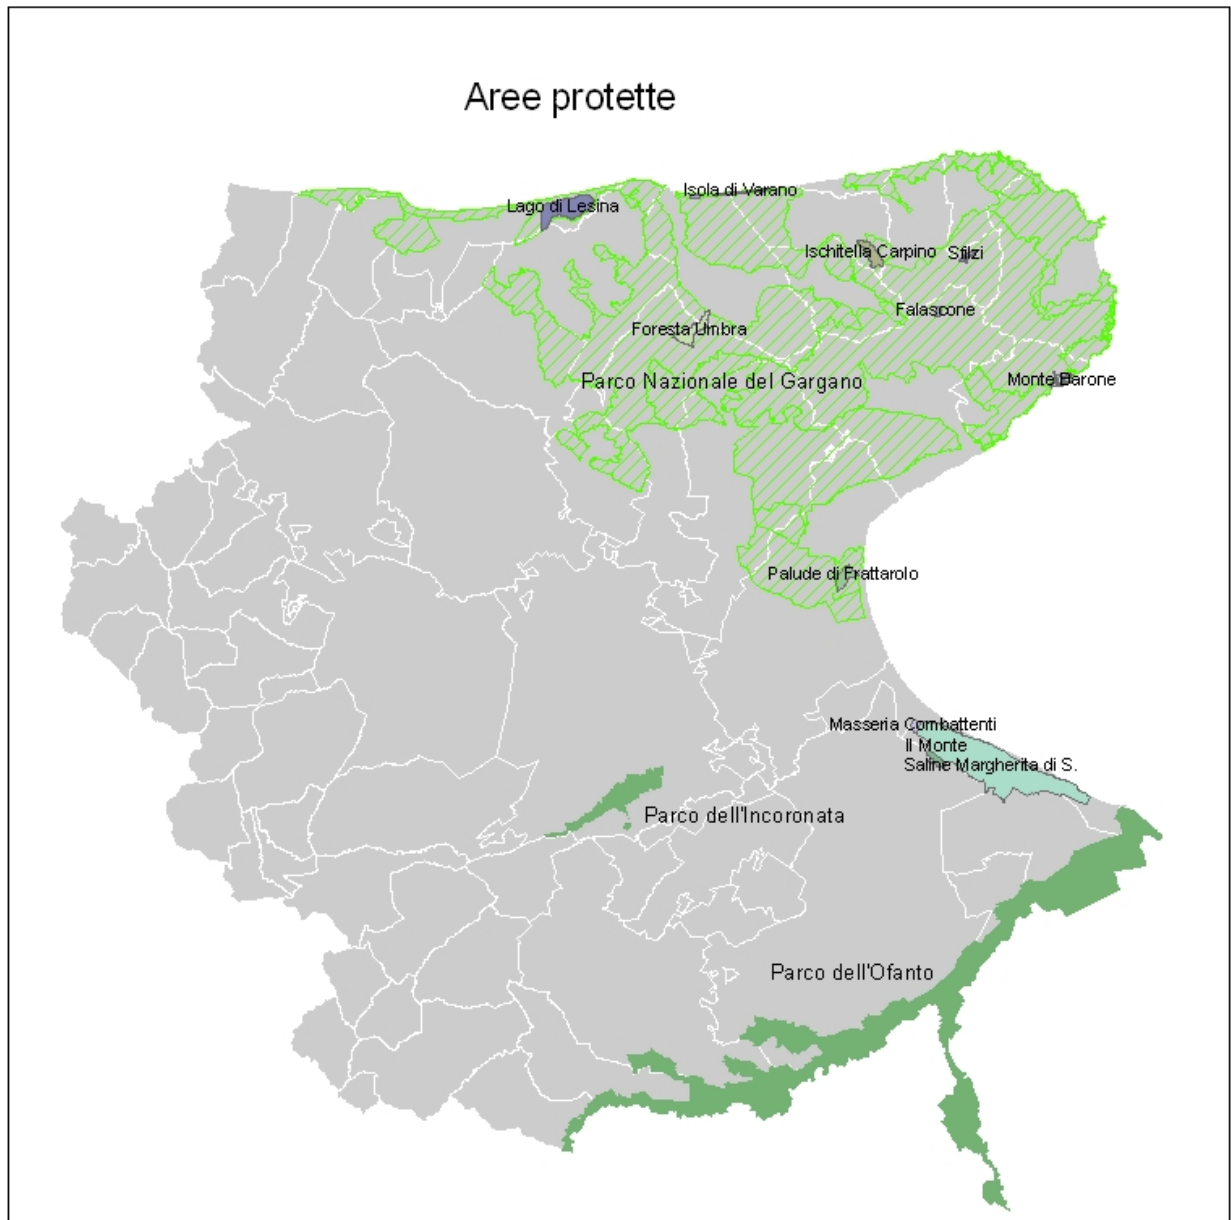 Aree protette
Isola di Varano
Lago di Lesina
Ischitella Carpino
Sfilzi
Falascone
Foresta Umbra
Parco Nazionale del Gargano
Monte Barone
Palude di Frattarolo
Masseria Combattenti
Il Monte
Saline Margherita di S.
Parco dell'Incoronata
Parco dell'Ofanto